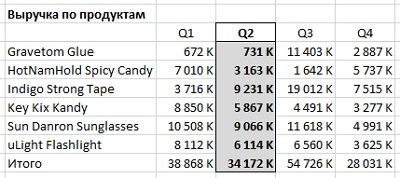 Выручка по продуктам
Q1 Q2 Q3 Q4
Gravetom Glue 672 K 731 K 11 403 K 2 887 K
HotNamHold Spicy Candy 7 010 K 3 163 K 1 642 K 5 737 K
Indigo Strong Tape 3 716 K 9 231 K 19 012 K 7 515 K
Key Kix Kandy 8 850 K 5 867 K 4 491 K 3 277 K
Sun Danron Sunglasses 10 508 K 9 066 K 11 618 K 4 991 K
uLight Flashlight 8 112 K 6 114 K 6 560 K 3 625 K
Итого 38 868 K 34 172 K 54 726 K 28 031 K